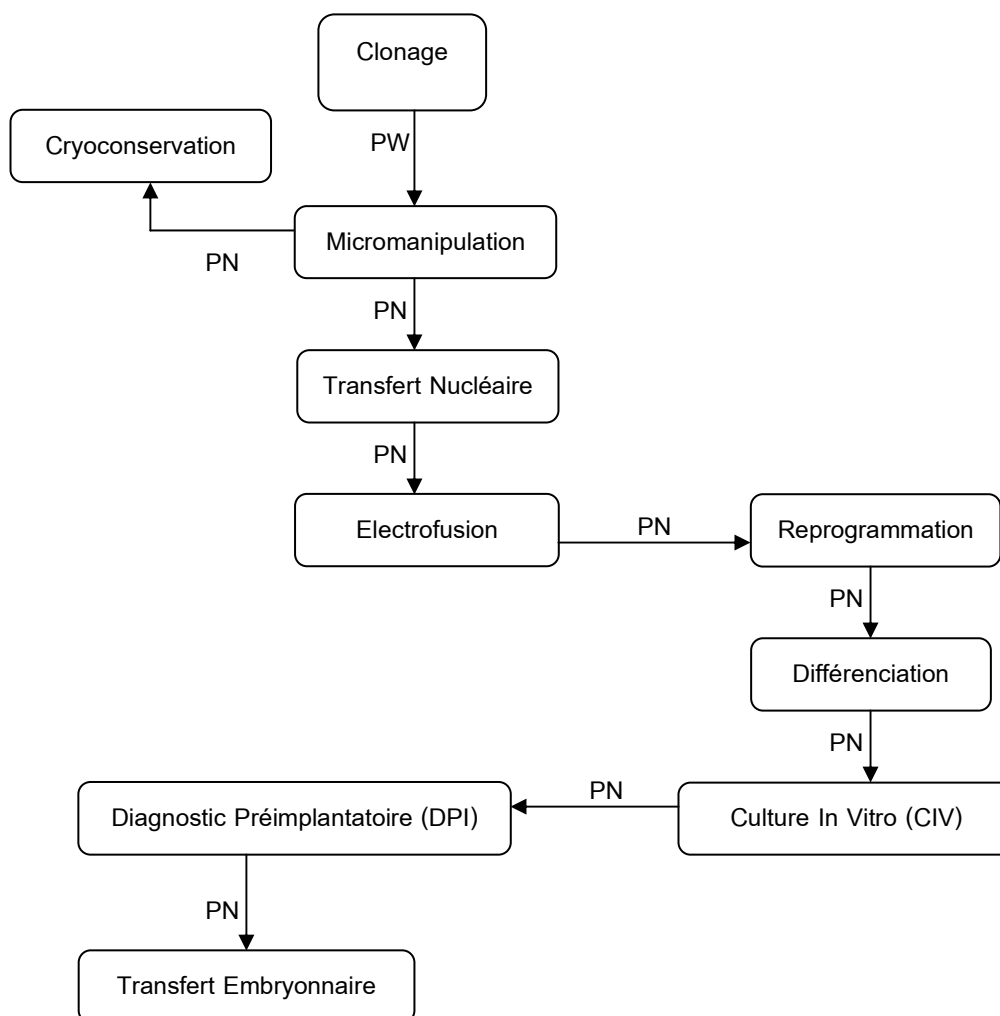 Clonage
PW
Cryoconservation
Micromanipulation
PN
PN
Transfert Nucléaire
PN
Electrofusion
PN
Reprogrammation
PN
Différenciation
PN
Culture In Vitro (CIV)
PN
Diagnostic Préimplantatoire (DPI)
PN
Transfert Embryonnaire